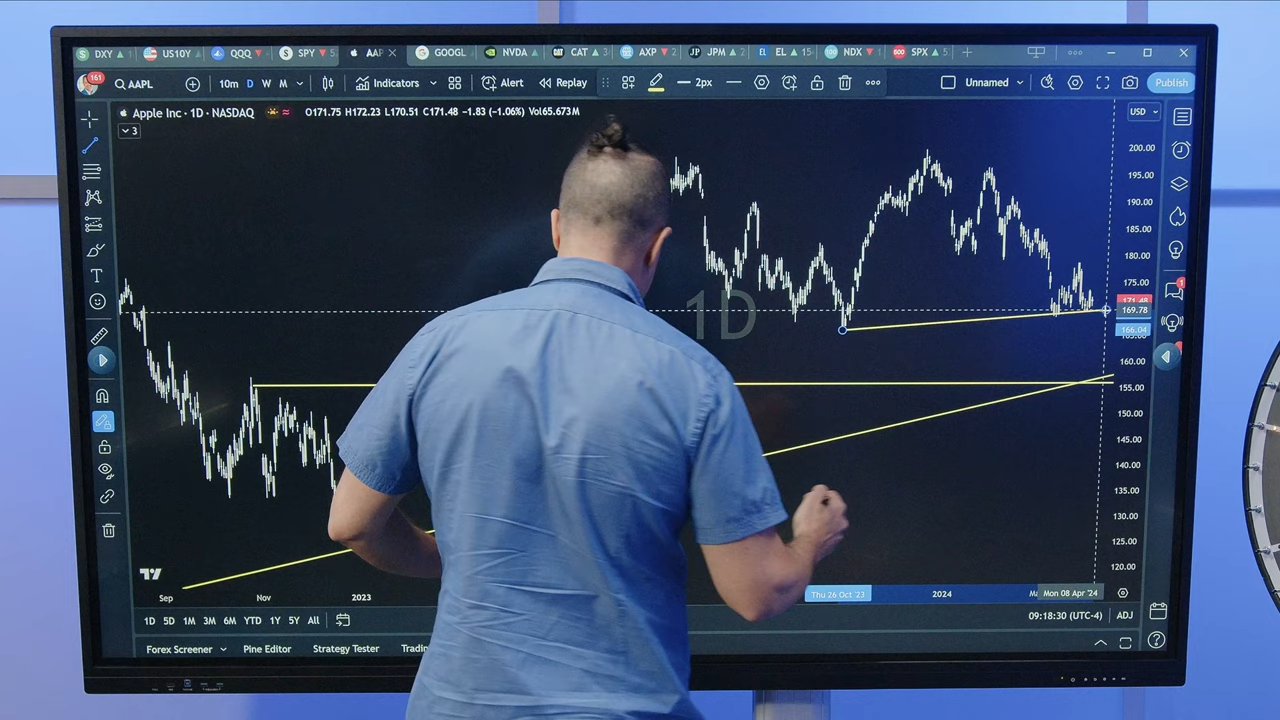 DXY US10Y QQQ SPY 5 AAP GOOGL NVDA CAT 3 AXP 2 JPM 2 EL 15 NDX 1 SPX 5
161 AAPL 10m D W M Indicators Alert Replay 2px Unnamed Publish
Apple Inc · 1D · NASDAQ O171.75 H172.23 L170.51 C171.48 −1.83 (−1.06%) Vol65.673M USD
3
200.00
195.00
190.00
185.00
180.00
175.00
1D
171.48
169.78
166.04
160.00
155.00
150.00
145.00
140.00
135.00
130.00
125.00
120.00
Sep Nov 2023 Thu 26 Oct '23 2024 Mon 08 Apr '24
1D 5D 1M 3M 6M YTD 1Y 5Y All 09:18:30 (UTC-4) ADJ
Forex Screener Pine Editor Strategy Tester Tradin